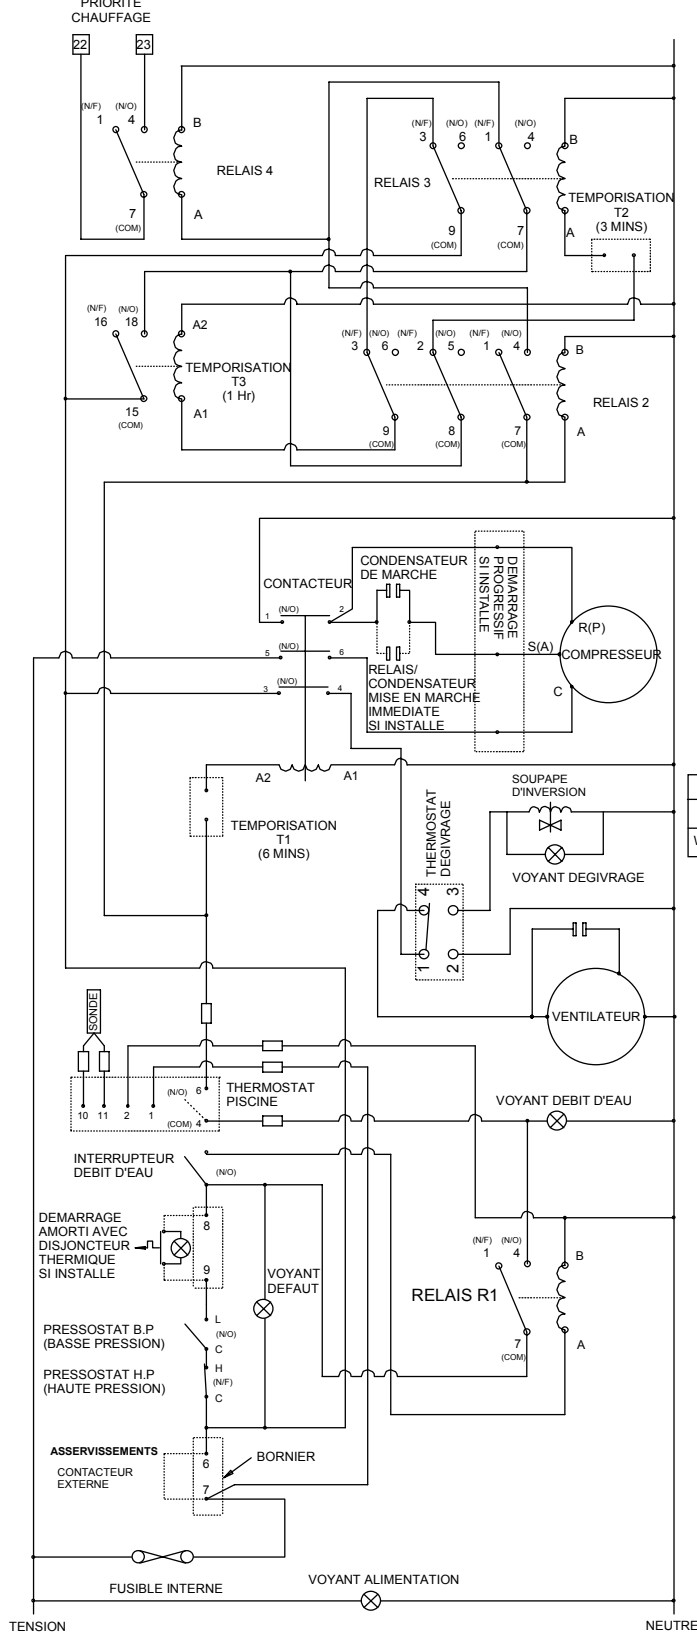 PRIORITE
CHAUFFAGE
22
23
(N/F)
(N/O)
1
4
B
RELAIS 4
7
(COM)
A
(N/F)
(N/O)
(N/F)
(N/O)
3
6
1
4
B
RELAIS 3
TEMPORISATION
T2
(3 MINS)
9
(COM)
7
(COM)
A
(N/F)
(N/O)
16
18
A2
TEMPORISATION
T3
(1 Hr)
15
(COM)
A1
(N/F)
(N/O)
(N/F)
(N/O)
(N/F)
(N/O)
3
6
2
5
1
4
B
RELAIS 2
9
(COM)
8
(COM)
7
(COM)
A
CONTACTEUR
CONDENSATEUR
DE MARCHE
DEMARRAGE
PROGRESSIF
SI INSTALLE
(N/O)
1
2
R(P)
S(A)
COMPRESSEUR
C
(N/O)
5
6
(N/O)
3
4
RELAIS/
CONDENSATEUR
MISE EN MARCHE
IMMEDIATE
SI INSTALLE
A2
A1
TEMPORISATION
T1
(6 MINS)
THERMOSTAT
DEGIVRAGE
SOUPAPE
D'INVERSION
VOYANT DEGIVRAGE
4
3
1
2
VENTILATEUR
SONDE
10
11
2
1
(N/O)
6
(COM)
4
THERMOSTAT
PISCINE
VOYANT DEBIT D'EAU
INTERRUPTEUR
DEBIT D'EAU
(N/O)
DEMARRAGE
AMORTI AVEC
DISJONCTEUR
THERMIQUE
SI INSTALLE
8
9
VOYANT
DEFAUT
(N/F)
(N/O)
1
4
B
RELAIS R1
7
(COM)
A
PRESSOSTAT B.P
(BASSE PRESSION)
L
(N/O)
C
PRESSOSTAT H.P
(HAUTE PRESSION)
H
(N/F)
C
ASSERVISSEMENTS
CONTACTEUR
EXTERNE
6
7
BORNIER
FUSIBLE INTERNE
VOYANT ALIMENTATION
TENSION
NEUTRE